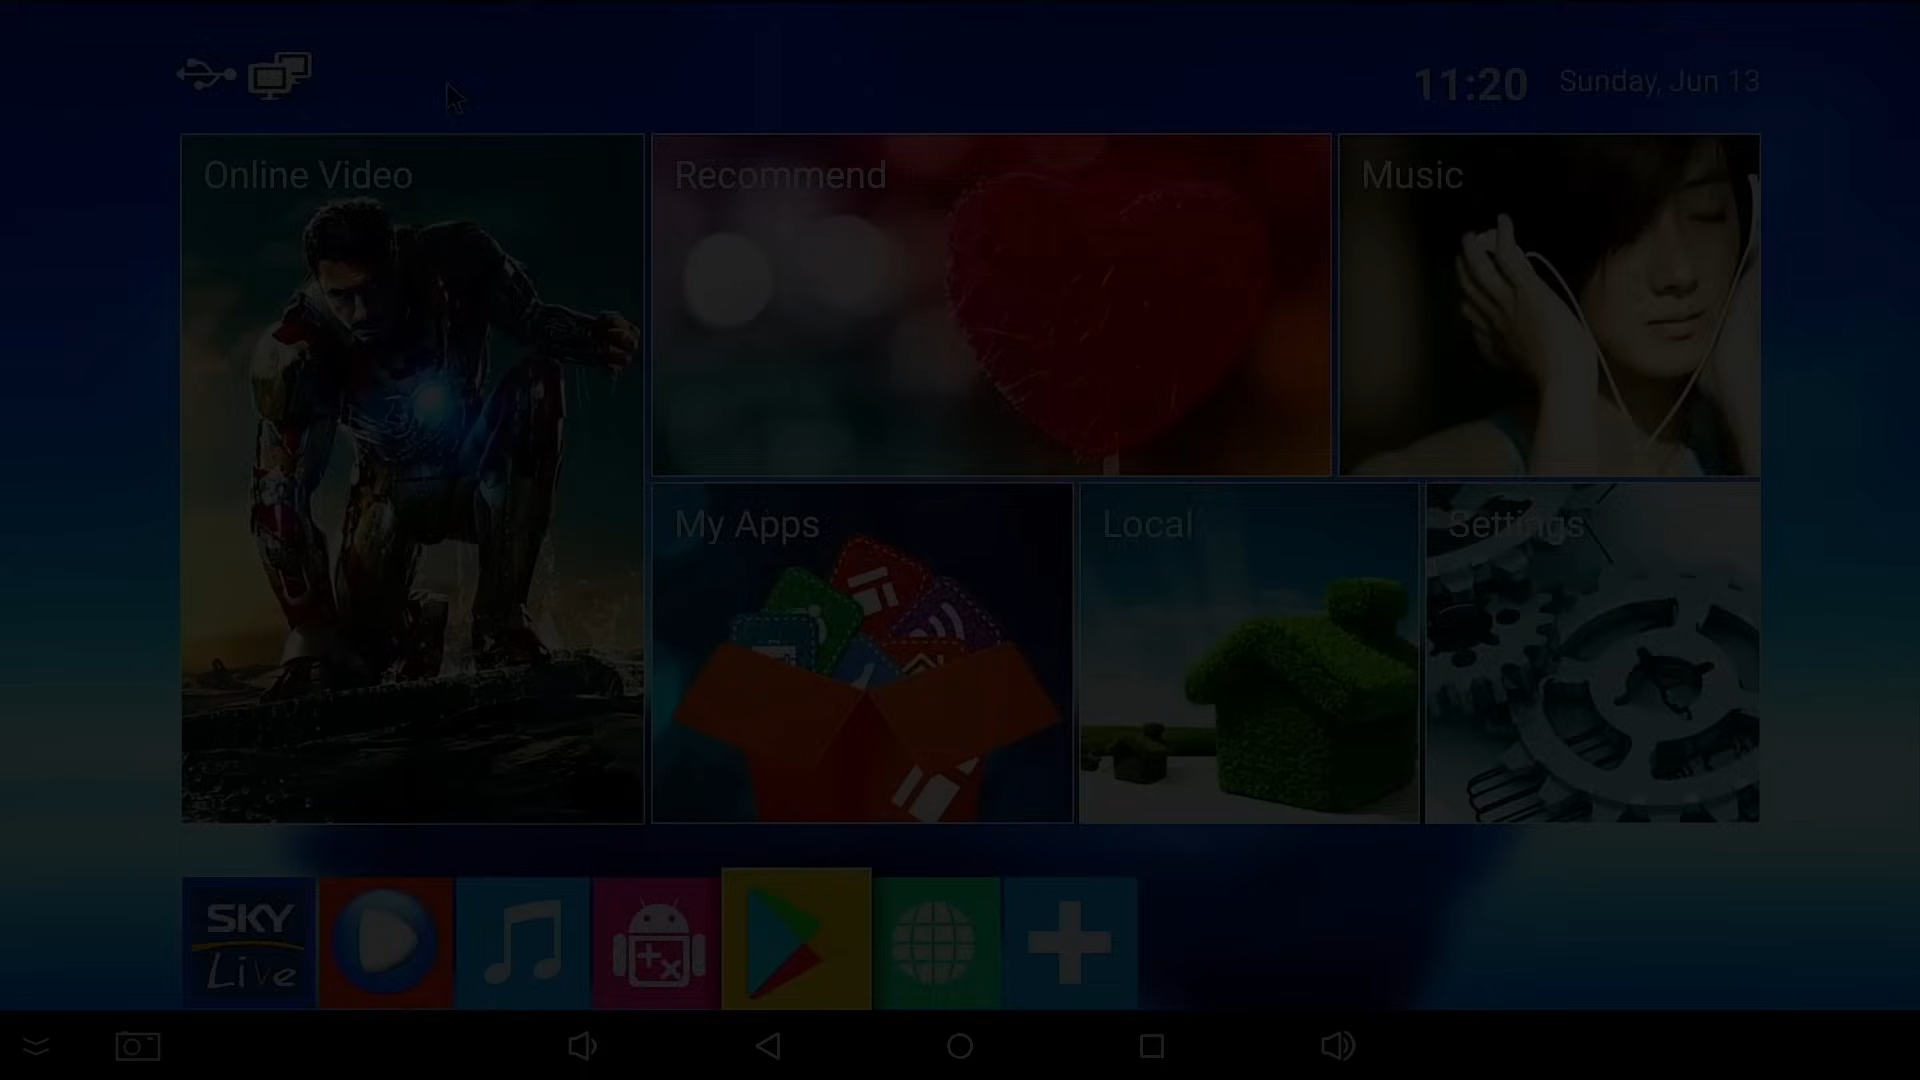 11:20 Sunday, Jun 13
Online Video
Recommend
Music
My Apps
Local
Settings
SKY
Live